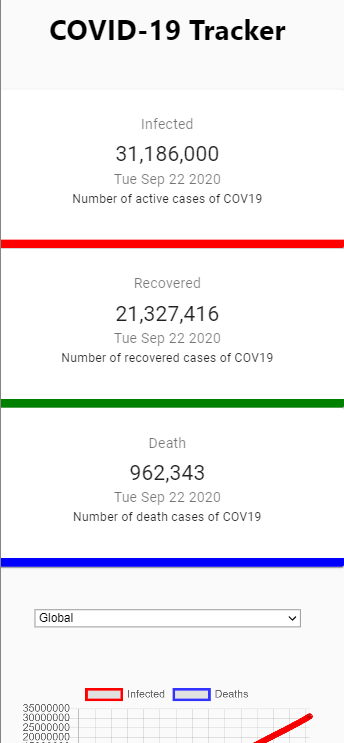 COVID-19 Tracker
Infected
31,186,000
Tue Sep 22 2020
Number of active cases of COV19
Recovered
21,327,416
Tue Sep 22 2020
Number of recovered cases of COV19
Death
962,343
Tue Sep 22 2020
Number of death cases of COV19
Global
Infected Deaths
35000000
30000000
25000000
20000000